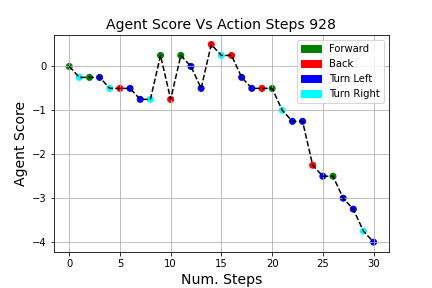 Agent Score Vs Action Steps 928
Forward
Back
Turn Left
Turn Right
Agent Score
0
−1
−2
−3
−4
0 5 10 15 20 25 30
Num. Steps